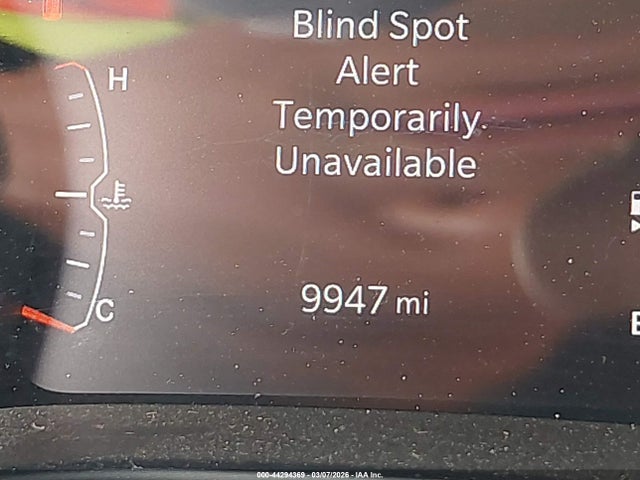 Blind Spot
Alert
Temporarily
Unavailable
H
C
9947 mi
E
000-44294369 - 03/07/2026 - IAA Inc.